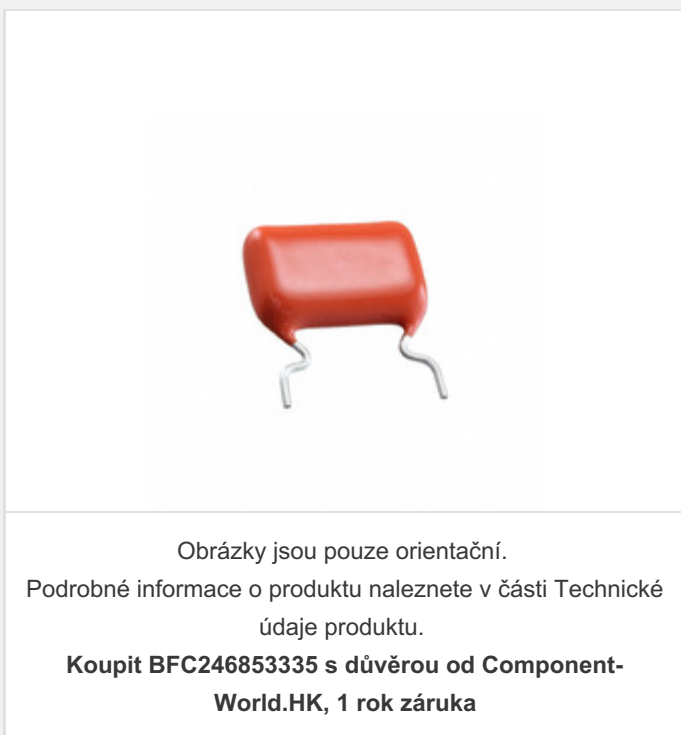 Obrázky jsou pouze orientační.
Podrobné informace o produktu naleznete v části Technické
údaje produktu.
Koupit BFC246853335 s důvěrou od Component-
World.HK, 1 rok záruka